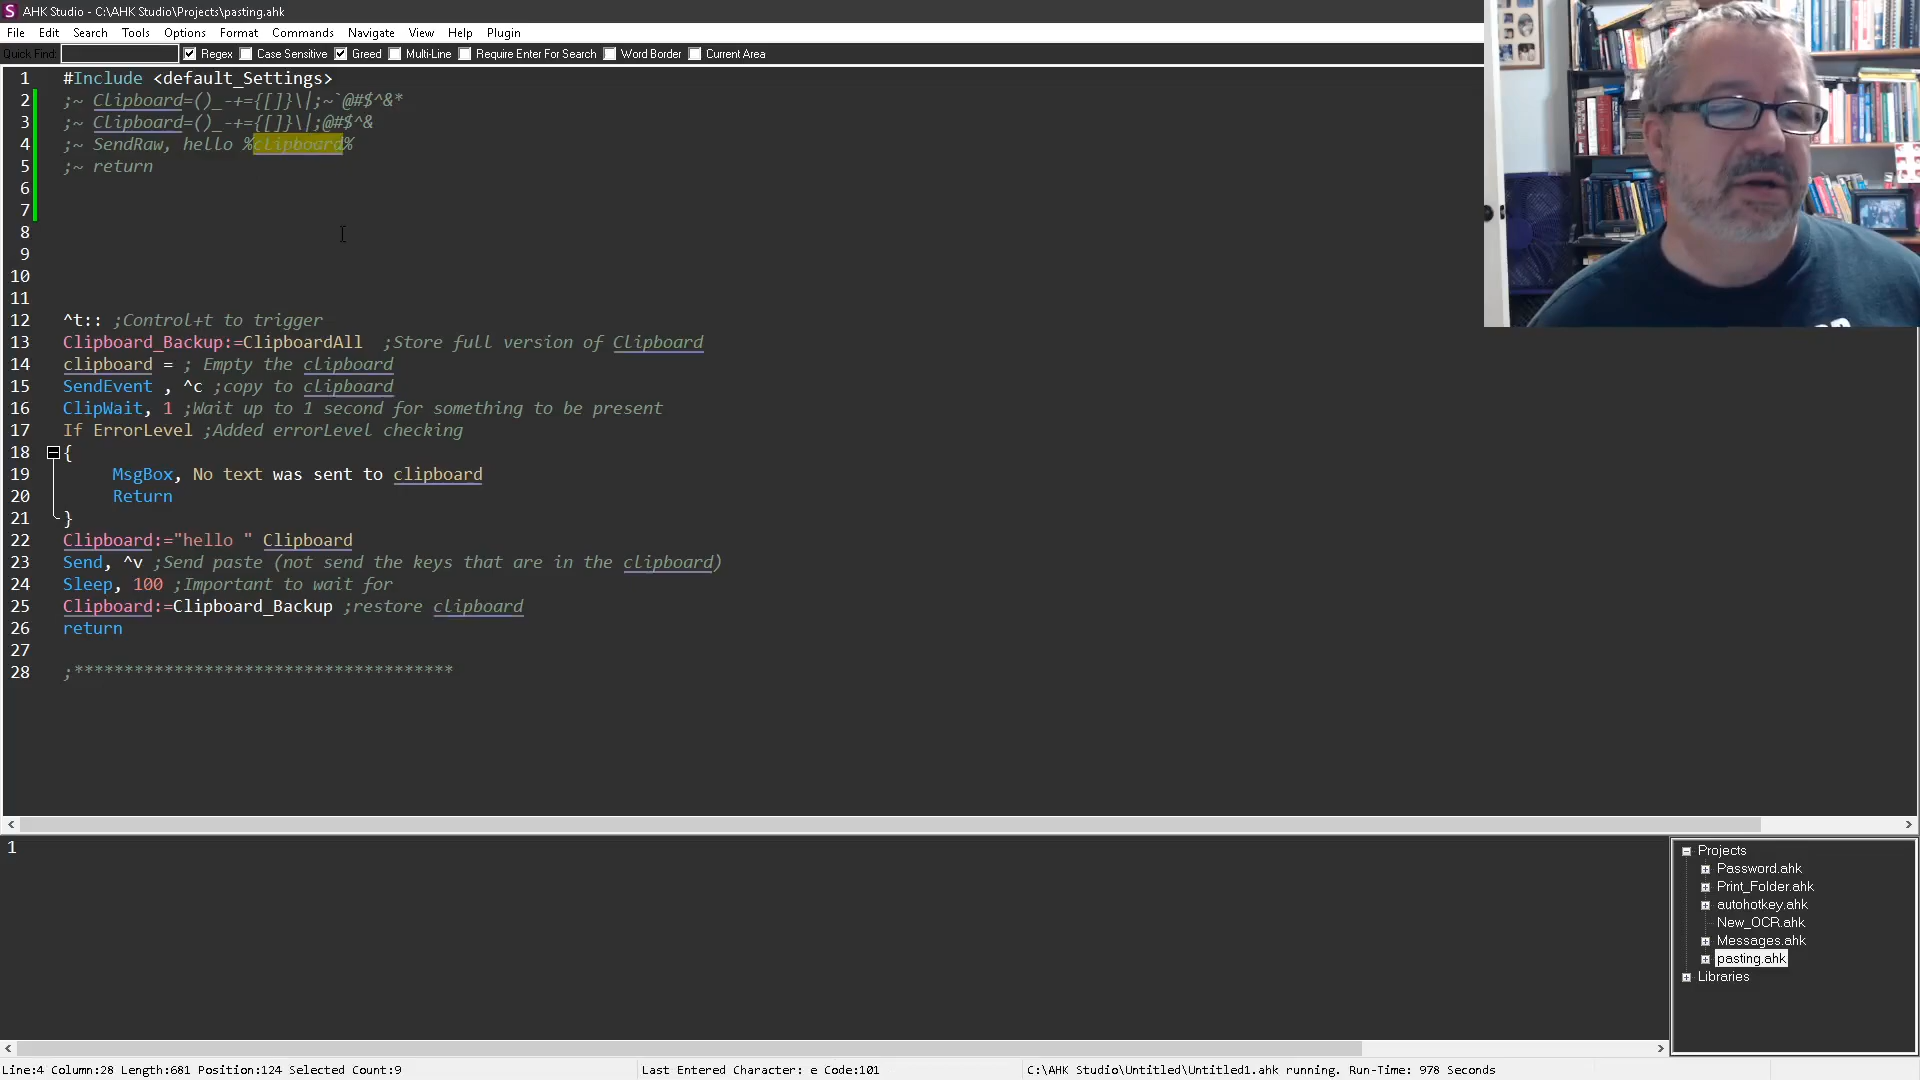 AHK Studio - C:\AHK Studio\Projects\pasting.ahk
File Edit Search Tools Options Format Commands Navigate View Help Plugin
Quick Find: Regex Case Sensitive Greed Multi-Line Require Enter For Search Word Border Current Area
1 #Include <default_Settings>
2 ;~ Clipboard=()_-+={[]}\|;~`@#$^&*
3 ;~ Clipboard=()_-+={[]}\|;@#$^&
4 ;~ SendRaw, hello %clipboard%
5 ;~ return
6
7
8
9
10
11
12 ^t:: ;Control+t to trigger
13 Clipboard_Backup:=ClipboardAll ;Store full version of Clipboard
14 clipboard = ; Empty the clipboard
15 SendEvent , ^c ;copy to clipboard
16 ClipWait, 1 ;Wait up to 1 second for something to be present
17 If ErrorLevel ;Added errorLevel checking
18 {
19 MsgBox, No text was sent to clipboard
20 Return
21 }
22 Clipboard:="hello " Clipboard
23 Send, ^v ;Send paste (not send the keys that are in the clipboard)
24 Sleep, 100 ;Important to wait for
25 Clipboard:=Clipboard_Backup ;restore clipboard
26 return
27
28 ;**************************************
1
Projects
Password.ahk
Print_Folder.ahk
autohotkey.ahk
New_OCR.ahk
Messages.ahk
pasting.ahk
Libraries
Line:4 Column:28 Length:681 Position:124 Selected Count:9 Last Entered Character: e Code:101 C:\AHK Studio\Untitled\Untitled1.ahk running. Run-Time: 978 Seconds